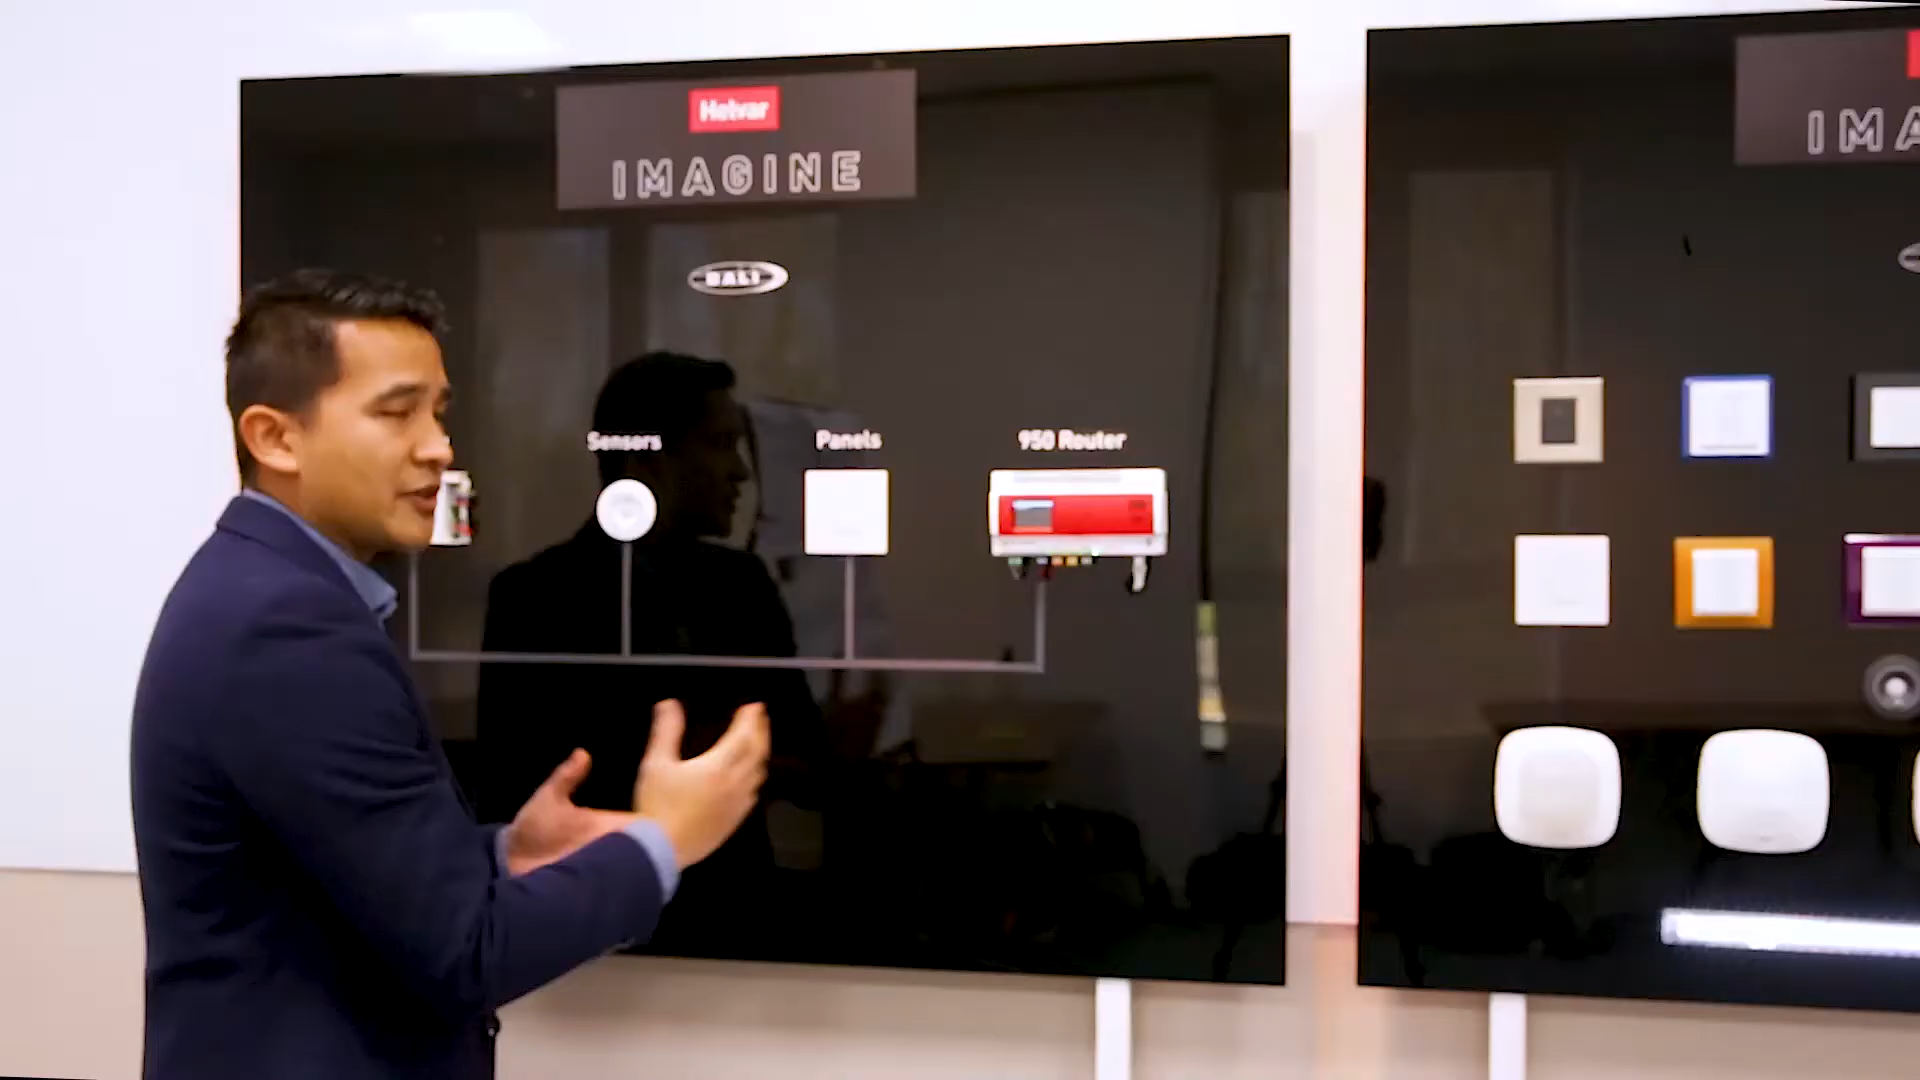 Helvar
IMAGINE
DALI
Sensors
Panels
950 Router
IMA